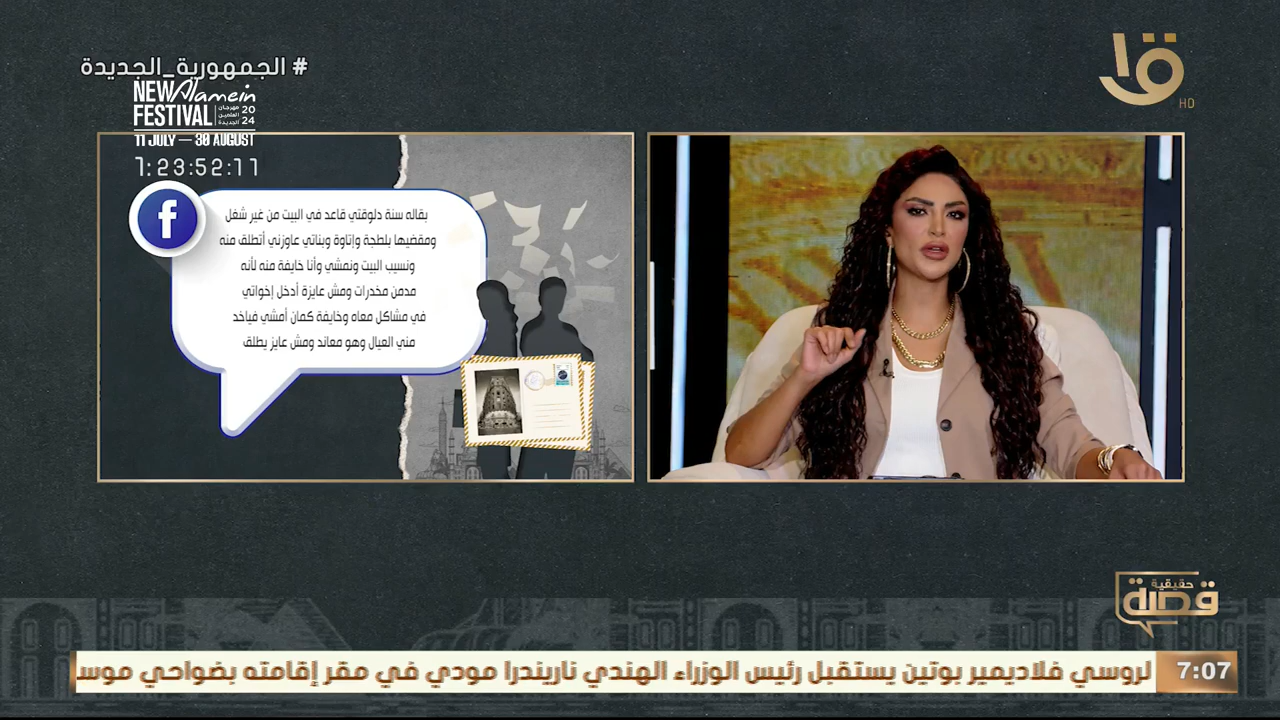 # الجمهورية_الجديدة
NEW Alamein
FESTIVAL
مهرجان
العلمين
الجديدة
2024
11 JULY — 30 AUGUST
1:23:52:11
HD
f
بقاله سنة دلوقتي قاعد في البيت من غير شغل
ومقضيها بلطجة وإتاوة وبناتي عاوزني أتطلق منه
ونسيب البيت ونمشي وأنا خايفة منه لأنه
مدمن مخدرات ومش عايزة أدخل إخواتي
في مشاكل معاه وخايفة كمان أمشي فياخد
مني العيال وهو معاند ومش عايز يطلق
قصة حقيقية
7:07
لروسي فلاديمير بوتين يستقبل رئيس الوزراء الهندي ناريندرا مودي في مقر إقامته بضواحي موسـ